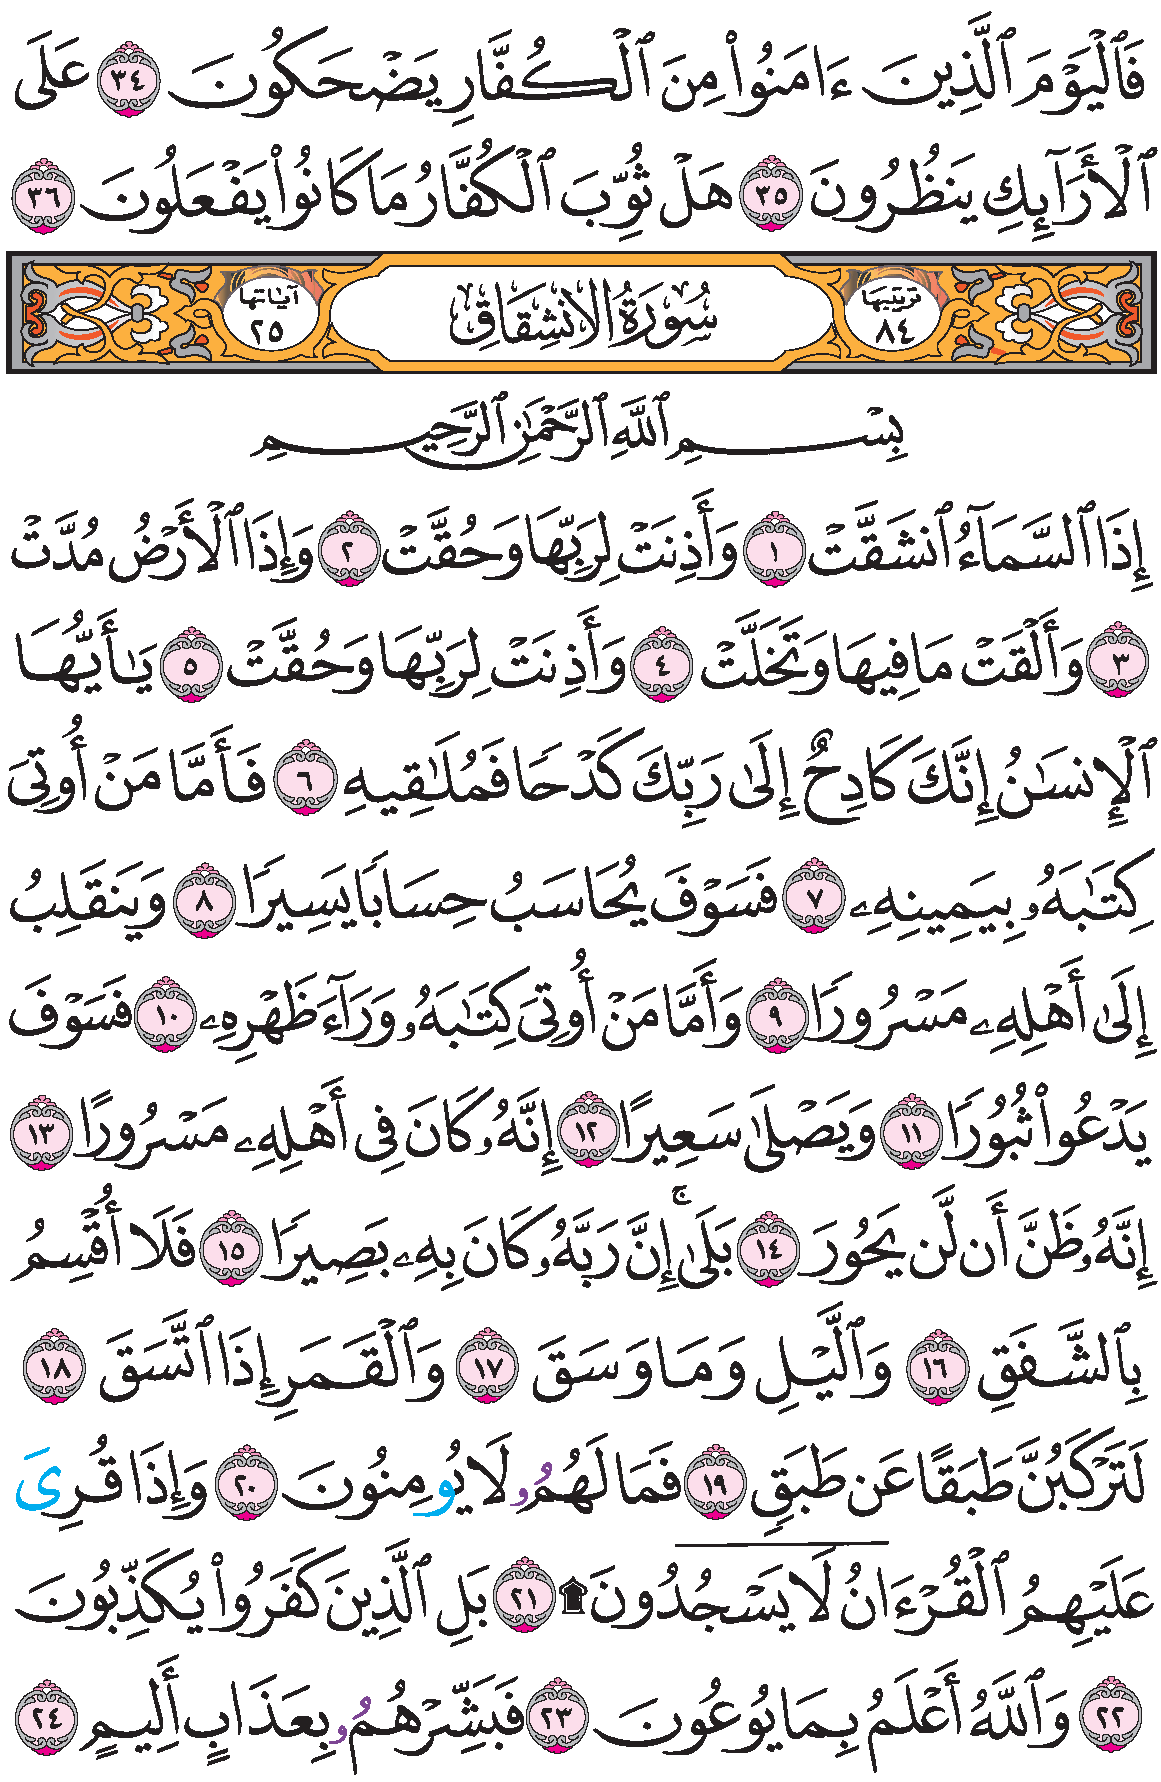 فَٱلۡيَوۡمَ ٱلَّذِينَ ءَامَنُواْ مِنَ ٱلۡكُفَّارِ يَضۡحَكُونَ ٣٤ عَلَى
ٱلۡأَرَآئِكِ يَنظُرُونَ ٣٥ هَلۡ ثُوِّبَ ٱلۡكُفَّارُ مَا كَانُواْ يَفۡعَلُونَ ٣٦
ترتيبها ٨٤ سُورَةُ الانشِقَاقِ آياتها ٢٥
بِسۡمِ ٱللَّهِ ٱلرَّحۡمَٰنِ ٱلرَّحِيمِ
إِذَا ٱلسَّمَآءُ ٱنشَقَّتۡ ١ وَأَذِنَتۡ لِرَبِّهَا وَحُقَّتۡ ٢ وَإِذَا ٱلۡأَرۡضُ مُدَّتۡ
٣ وَأَلۡقَتۡ مَا فِيهَا وَتَخَلَّتۡ ٤ وَأَذِنَتۡ لِرَبِّهَا وَحُقَّتۡ ٥ يَٰٓأَيُّهَا
ٱلۡإِنسَٰنُ إِنَّكَ كَادِحٌ إِلَىٰ رَبِّكَ كَدۡحٗا فَمُلَٰقِيهِ ٦ فَأَمَّا مَنۡ أُوتِيَ
كِتَٰبَهُۥ بِيَمِينِهِۦ ٧ فَسَوۡفَ يُحَاسَبُ حِسَابٗا يَسِيرٗا ٨ وَيَنقَلِبُ
إِلَىٰٓ أَهۡلِهِۦ مَسۡرُورٗا ٩ وَأَمَّا مَنۡ أُوتِيَ كِتَٰبَهُۥ وَرَآءَ ظَهۡرِهِۦ ١٠ فَسَوۡفَ
يَدۡعُواْ ثُبُورٗا ١١ وَيَصۡلَىٰ سَعِيرًا ١٢ إِنَّهُۥ كَانَ فِيٓ أَهۡلِهِۦ مَسۡرُورًا ١٣
إِنَّهُۥ ظَنَّ أَن لَّن يَحُورَ ١٤ بَلَىٰٓۚ إِنَّ رَبَّهُۥ كَانَ بِهِۦ بَصِيرٗا ١٥ فَلَآ أُقۡسِمُ
بِٱلشَّفَقِ ١٦ وَٱلَّيۡلِ وَمَا وَسَقَ ١٧ وَٱلۡقَمَرِ إِذَا ٱتَّسَقَ ١٨
لَتَرۡكَبُنَّ طَبَقًا عَن طَبَقٖ ١٩ فَمَا لَهُمُۥ لَا يُومِنُونَ ٢٠ وَإِذَا قُرِيَ
عَلَيۡهِمُ ٱلۡقُرۡءَانُ لَا يَسۡجُدُونَ۩ ٢١ بَلِ ٱلَّذِينَ كَفَرُواْ يُكَذِّبُونَ
٢٢ وَٱللَّهُ أَعۡلَمُ بِمَا يُوعُونَ ٢٣ فَبَشِّرۡهُمُۥ بِعَذَابٍ أَلِيمٍ ٢٤